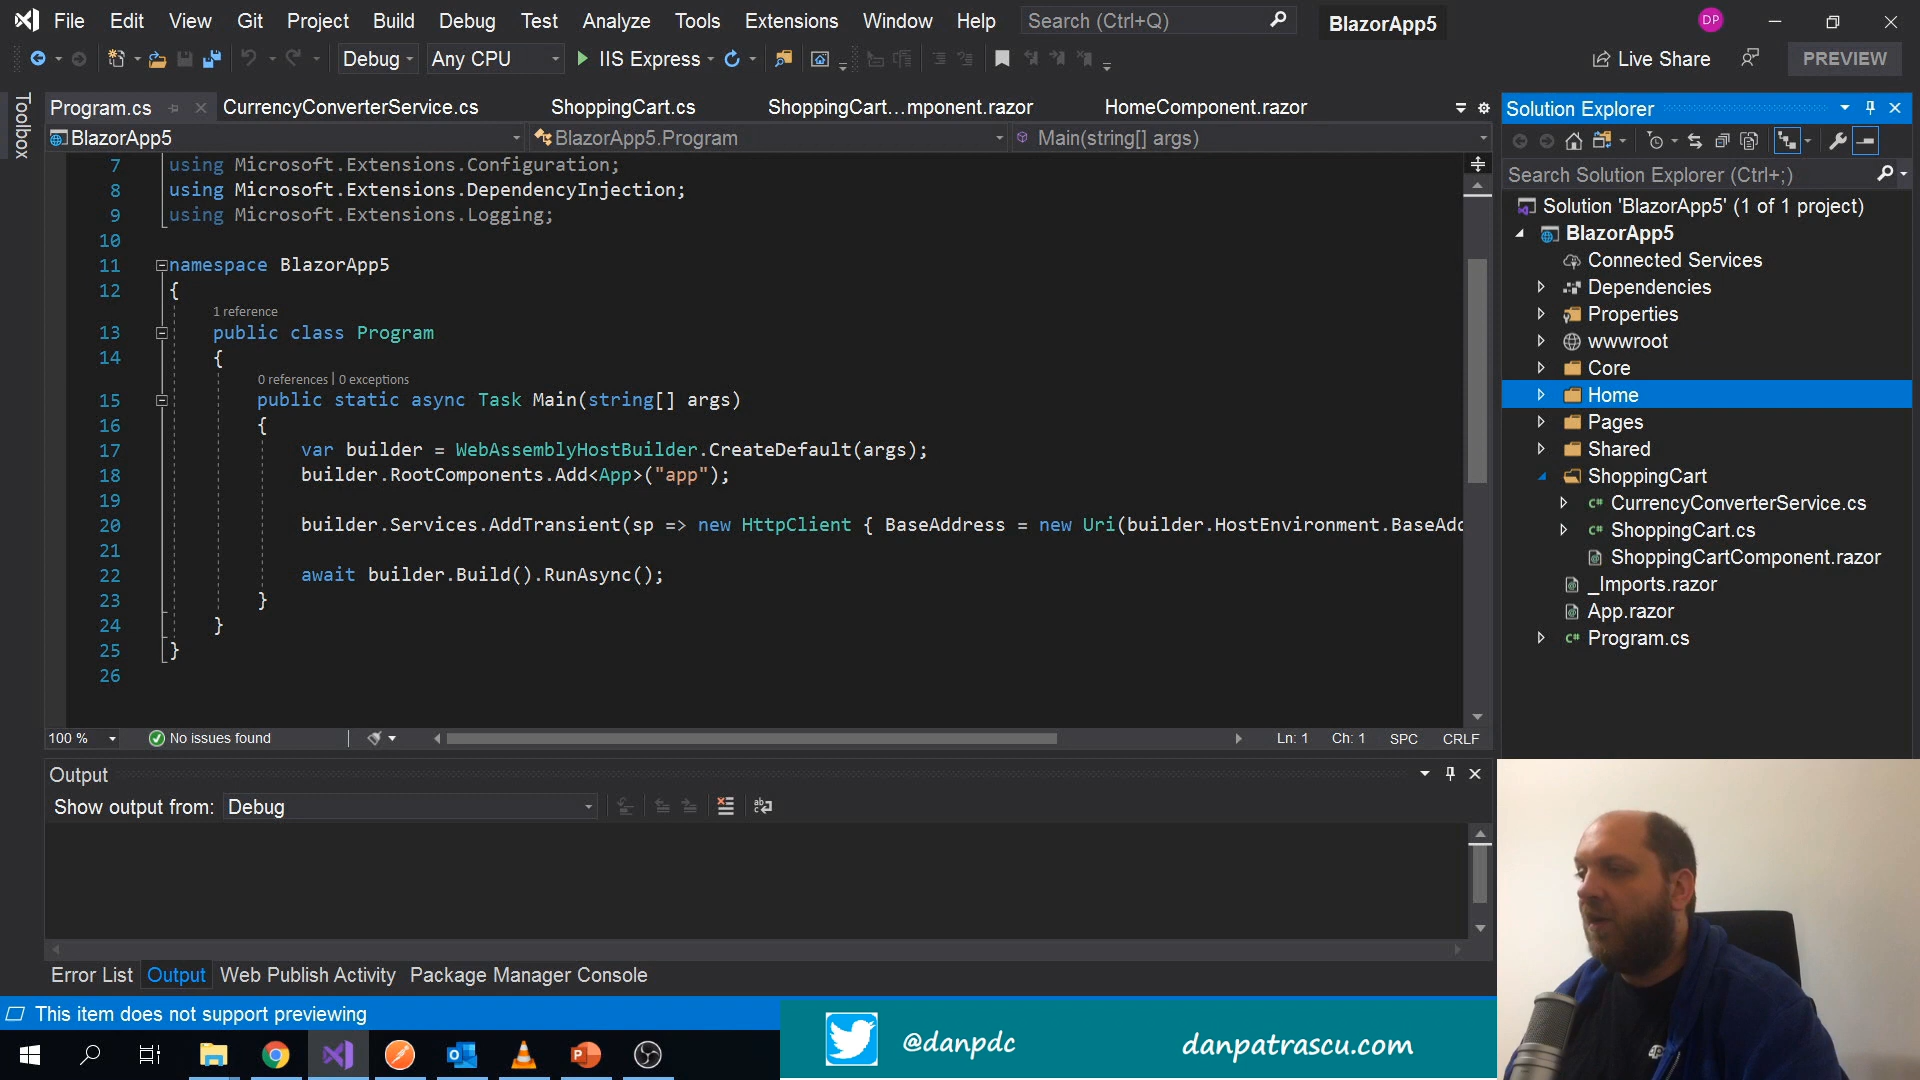 File Edit View Git Project Build Debug Test Analyze Tools Extensions Window Help Search (Ctrl+Q) BlazorApp5 DP
Debug Any CPU IIS Express Live Share PREVIEW
Toolbox
Program.cs CurrencyConverterService.cs ShoppingCart.cs ShoppingCart...mponent.razor HomeComponent.razor
BlazorApp5 BlazorApp5.Program Main(string[] args)
7 using Microsoft.Extensions.Configuration;
8 using Microsoft.Extensions.DependencyInjection;
9 using Microsoft.Extensions.Logging;
10
11 namespace BlazorApp5
12 {
1 reference
13 public class Program
14 {
0 references | 0 exceptions
15 public static async Task Main(string[] args)
16 {
17 var builder = WebAssemblyHostBuilder.CreateDefault(args);
18 builder.RootComponents.Add<App>("app");
19
20 builder.Services.AddTransient(sp => new HttpClient { BaseAddress = new Uri(builder.HostEnvironment.BaseAdd
21
22 await builder.Build().RunAsync();
23 }
24 }
25 }
26
100 % No issues found Ln: 1 Ch: 1 SPC CRLF
Output
Show output from: Debug
Error List Output Web Publish Activity Package Manager Console
This item does not support previewing
Solution Explorer
Search Solution Explorer (Ctrl+;)
Solution 'BlazorApp5' (1 of 1 project)
BlazorApp5
Connected Services
Dependencies
Properties
wwwroot
Core
Home
Pages
Shared
ShoppingCart
CurrencyConverterService.cs
ShoppingCart.cs
ShoppingCartComponent.razor
_Imports.razor
App.razor
Program.cs
@danpdc danpatrascu.com